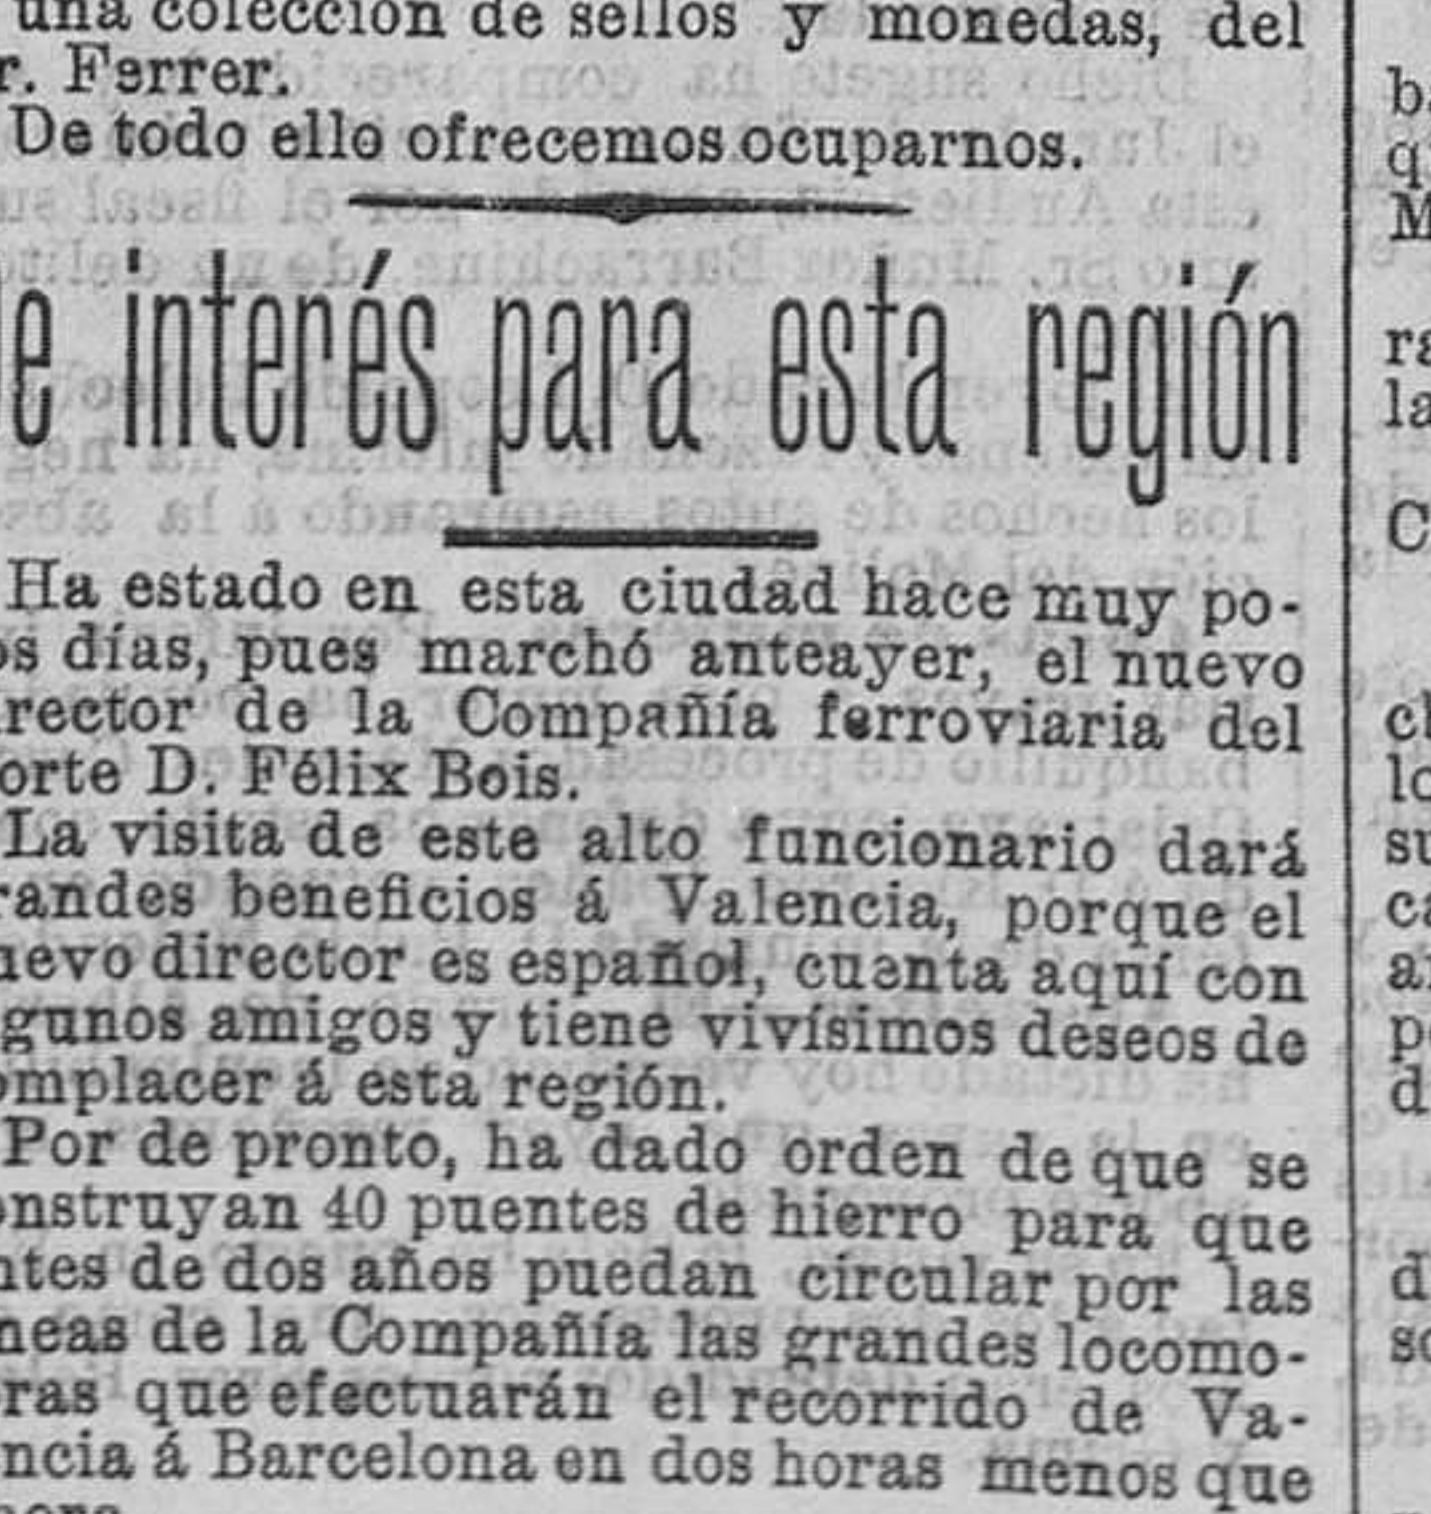 una colección de sellos y monedas, del
r. Ferrer.
De todo ello ofrecemos ocuparnos.
de interés para esta región
Ha estado en esta ciudad hace muy po-
os días, pues marchó anteayer, el nuevo
rector de la Compañía ferroviaria del
orte D. Félix Bois.
La visita de este alto funcionario dará
randes beneficios á Valencia, porque el
uevo director es español, cuenta aquí con
gunos amigos y tiene vivísimos deseos de
omplacer á esta región.
Por de pronto, ha dado orden de que se
onstruyan 40 puentes de hierro para que
ntes de dos años puedan circular por las
neas de la Compañía las grandes locomo-
ras que efectuarán el recorrido de Va-
ncia á Barcelona en dos horas menos que